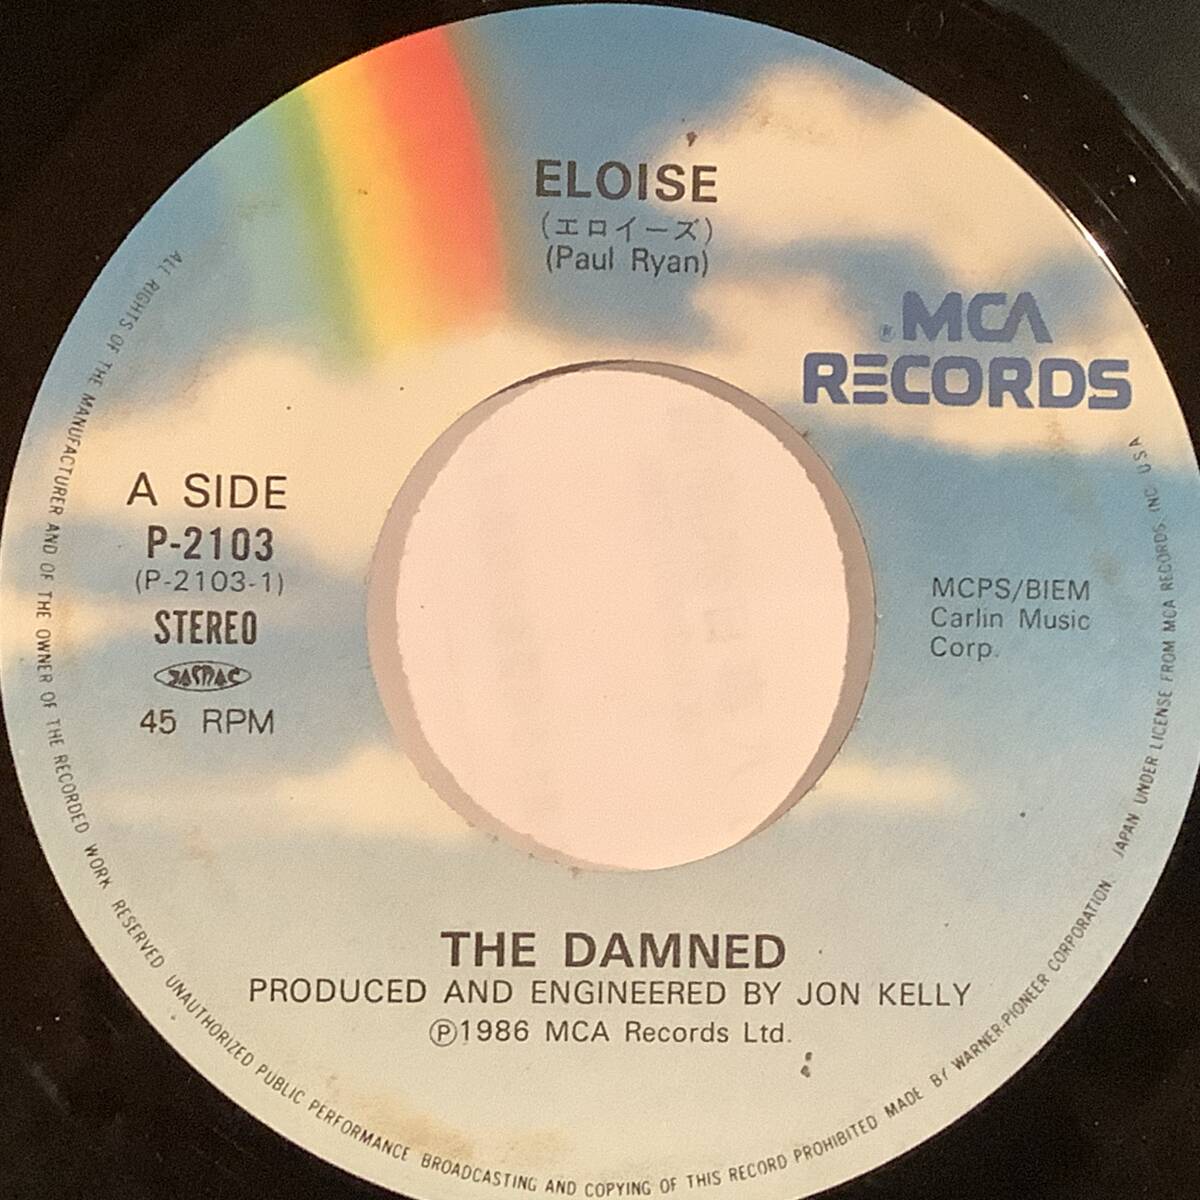 ELOISE
(エロイーズ)
(Paul Ryan)
® MCA
RECORDS
A SIDE
P-2103
(P-2103-1)
STEREO
JASRAC
45 RPM
MCPS/BIEM
Carlin Music
Corp.
THE DAMNED
PRODUCED AND ENGINEERED BY JON KELLY
℗1986 MCA Records Ltd.
ALL RIGHTS OF THE MANUFACTURER AND OF THE OWNER OF THE RECORDED WORK RESERVED UNAUTHORIZED PUBLIC PERFORMANCE BROADCASTING AND COPYING OF THIS RECORD PROHIBITED MADE BY WARNER-PIONEER CORPORATION, JAPAN UNDER LICENSE FROM MCA RECORDS, INC. U.S.A.